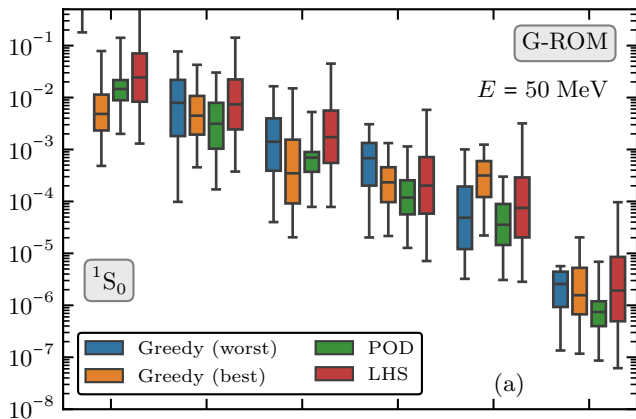 10⁻¹
G-ROM
10⁻²
E = 50 MeV
10⁻³
10⁻⁴
10⁻⁵
¹S₀
10⁻⁶
Greedy (worst) POD
10⁻⁷
Greedy (best) LHS
(a)
10⁻⁸